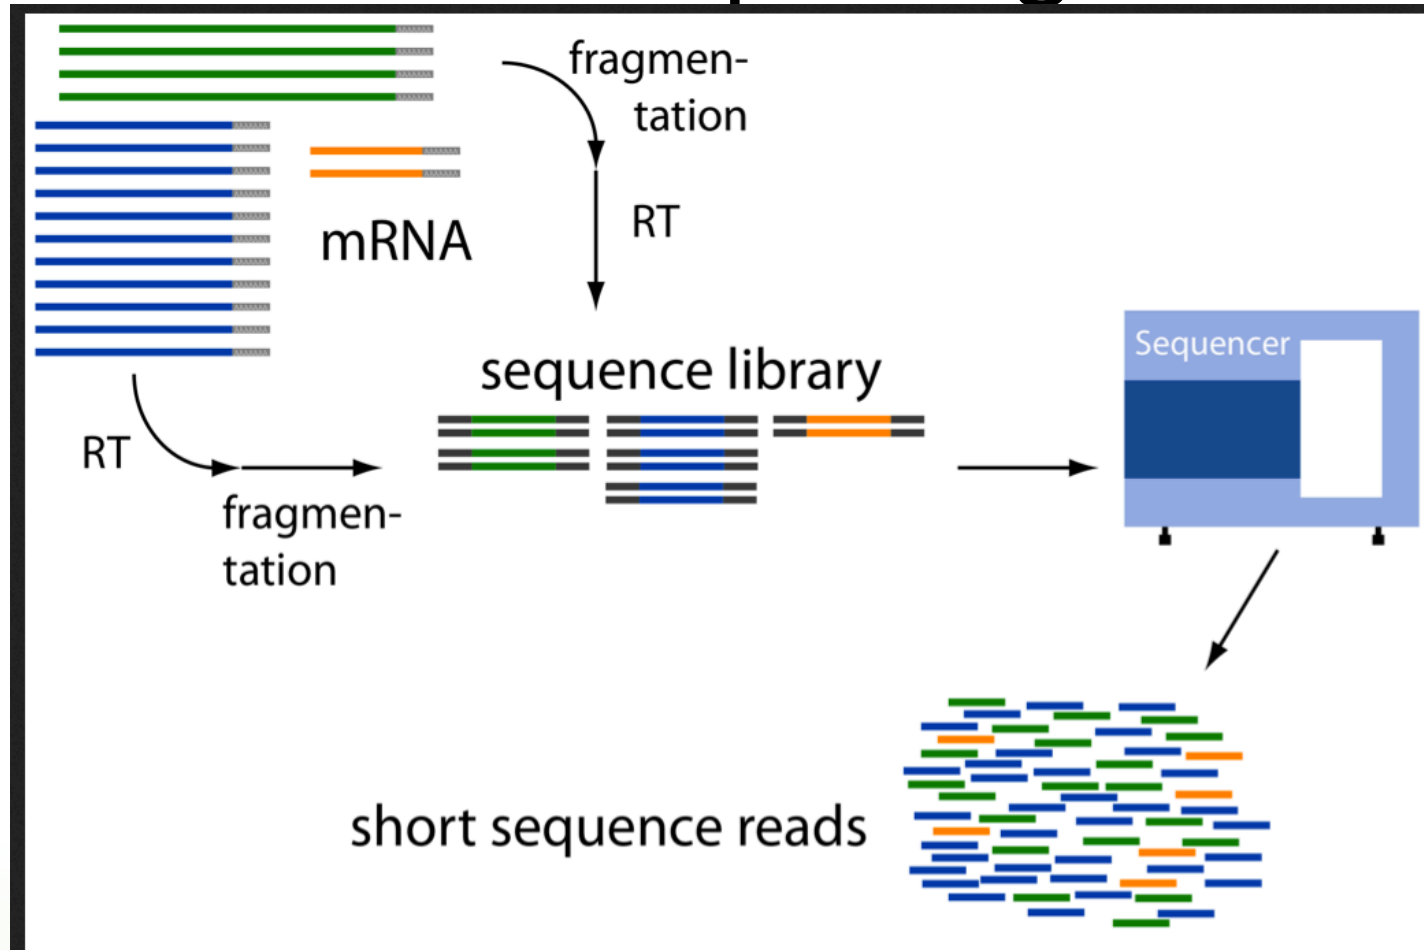 fragmen-
tation
mRNA
RT
sequence library
Sequencer
RT
fragmen-
tation
short sequence reads